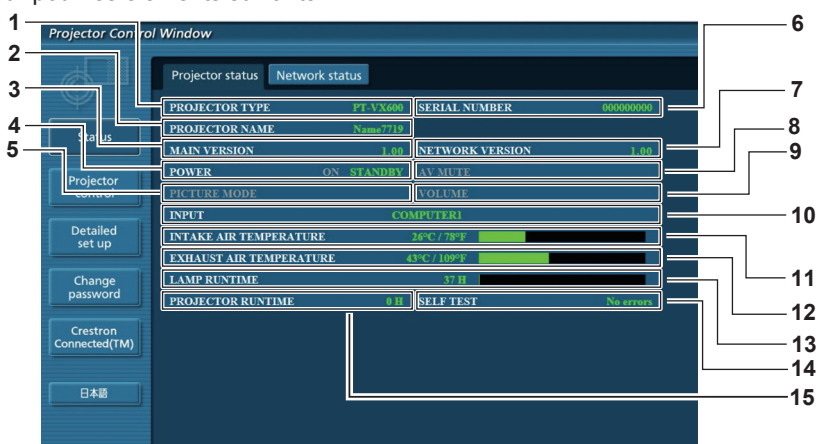 1
Projector Control Window
6
2
Projector status
Network status
3
PROJECTOR TYPE PT-VX600
SERIAL NUMBER 000000000
7
4
Status
PROJECTOR NAME Name7719
8
5
MAIN VERSION 1.00
NETWORK VERSION 1.00
9
POWER ON STANDBY
AV MUTE
Projector
control
PICTURE MODE
VOLUME
INPUT COMPUTER1
10
Detailed
set up
INTAKE AIR TEMPERATURE 26°C / 78°F
11
EXHAUST AIR TEMPERATURE 43°C / 109°F
12
Change
password
LAMP RUNTIME 37 H
13
PROJECTOR RUNTIME 0 H
SELF TEST No errors
14
Crestron
Connected(TM)
15
日本語